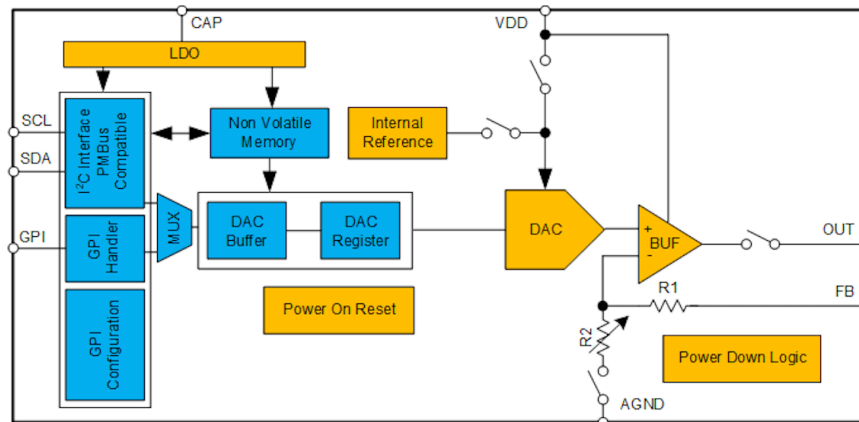 CAP
VDD
LDO
SCL
I²C Interface
PMBus
Compatible
Non Volatile
Memory
Internal
Reference
SDA
MUX
DAC
Buffer
DAC
Register
DAC
+
BUF
-
OUT
GPI
GPI
Handler
R1
FB
Power On Reset
R2
Power Down Logic
GPI
Configuration
AGND